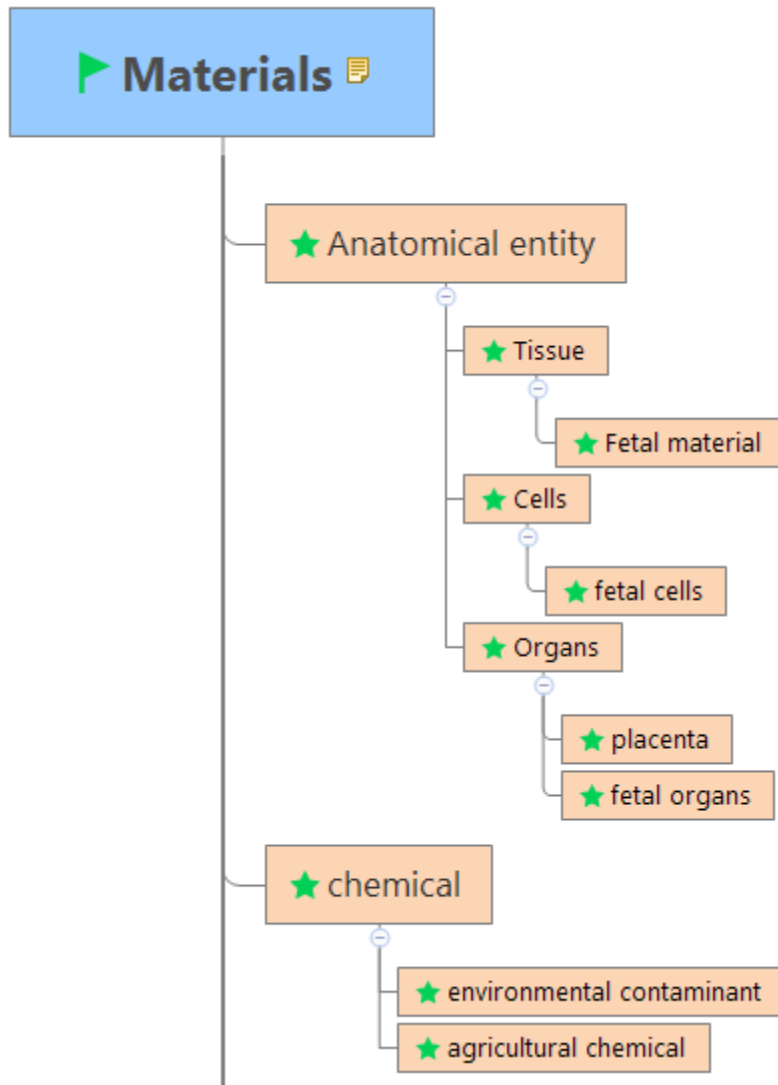 Materials
Anatomical entity
Tissue
Fetal material
Cells
fetal cells
Organs
placenta
fetal organs
chemical
environmental contaminant
agricultural chemical